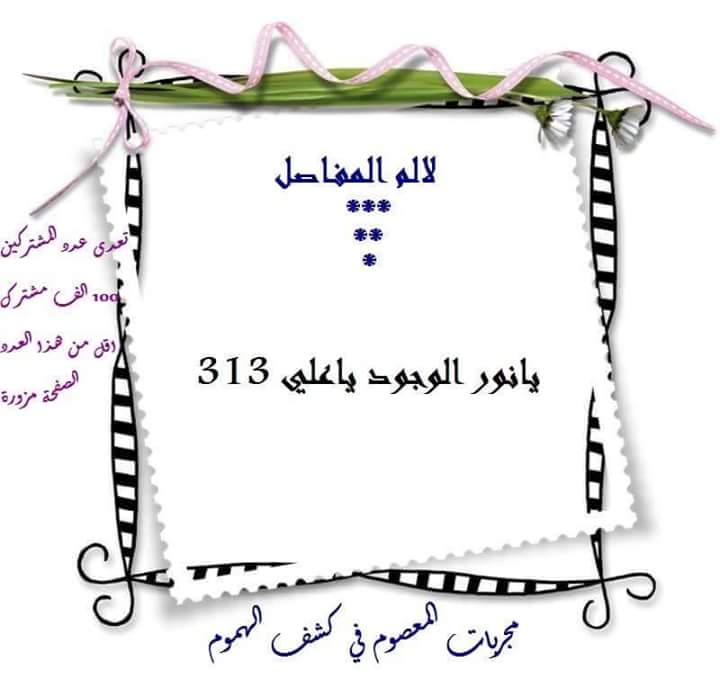 لالم المفاصل
***
**
*
يانور الوجود ياعلي 313
تعدى عدد المشتركين
100 الف مشترك
اقل من هذا العدد
الصفحة مزورة
مجربات المعصوم في كشف الهموم